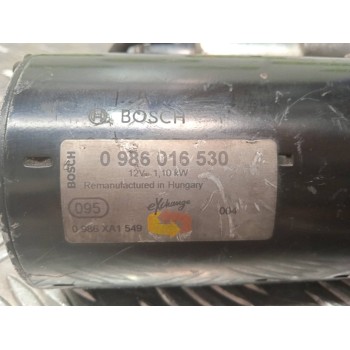 BOSCH
0 986 016 530
12V⎓ 1,10 kW
Remanufactured in Hungary
BOSCH
095
eXchange
004
0 986 XA1 549